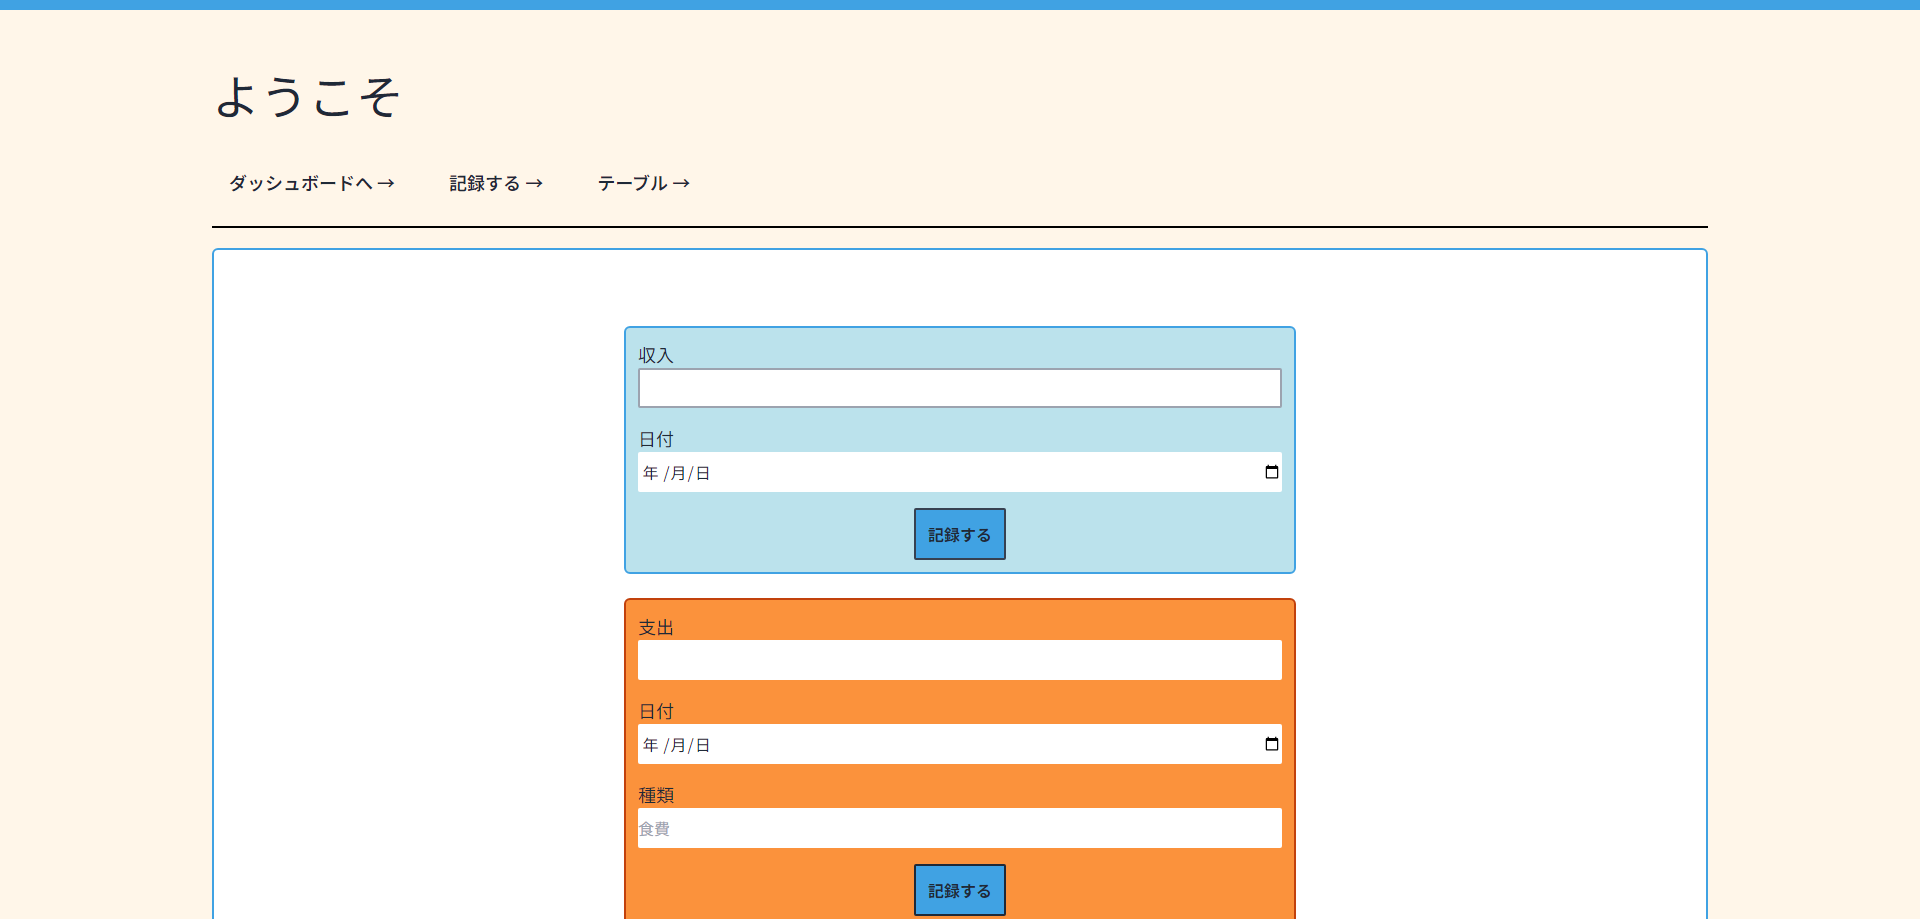 ようこそ
ダッシュボードへ → 記録する → テーブル →
収入
日付
年 /月/日
記録する
支出
日付
年 /月/日
種類
食費
記録する